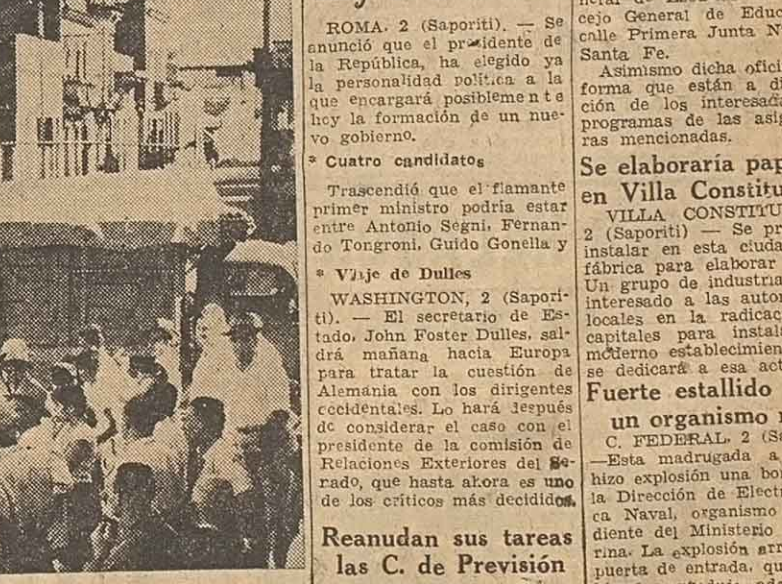 ROMA, 2 (Saporiti). — Se
anunció que el presidente de
la República, ha elegido ya
la personalidad política a la
que encargará posiblemente
hoy la formación de un nue-
vo gobierno.
* Cuatro candidatos
Trascendió que el flamante
primer ministro podría estar
entre Antonio Segni, Fernan-
do Tongroni, Guido Gonella y
* Viaje de Dulles
WASHINGTON, 2 (Sapori-
ti). — El secretario de Es-
tado, John Foster Dulles, sal-
drá mañana hacia Europa
para tratar la cuestión de
Alemania con los dirigentes
occidentales. Lo hará después
de considerar el caso con el
presidente de la comisión de
Relaciones Exteriores del Se-
nado, que hasta ahora es uno
de los críticos más decididos.
Reanudan sus tareas
las C. de Previsión
cejo General de Educ
calle Primera Junta N
Santa Fe.
Asimismo dicha ofici
forma que están a di
ción de los interesad
programas de las asig
ras mencionadas.
Se elaboraría pap
en Villa Constitu
VILLA CONSTITU
2 (Saporiti) — Se pr
instalar en esta ciuda
fábrica para elaborar
Un grupo de industria
interesado a las auto
locales en la radicac
capitales para instala
moderno establecimien
se dedicará a esa act
Fuerte estallido
un organismo
C. FEDERAL, 2 (S
—Esta madrugada a
hizo explosión una bo
la Dirección de Electr
ca Naval, organismo
diente del Ministerio
rina. La explosión arr
puerta de entrada, qu